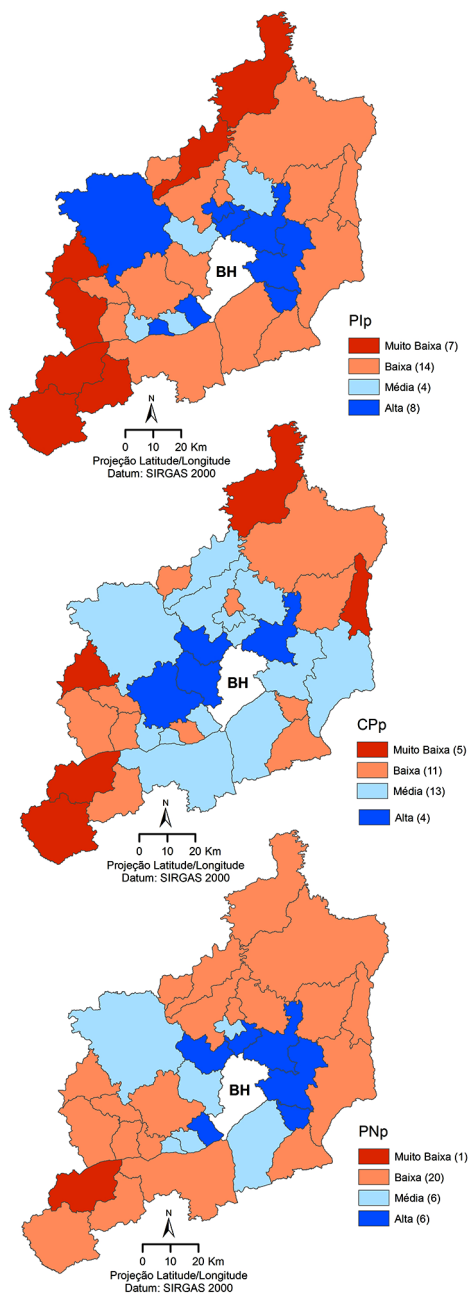 BH
PIp
Muito Baixa (7)
Baixa (14)
Média (4)
Alta (8)
N
0 10 20 Km
Projeção Latitude/Longitude
Datum: SIRGAS 2000
BH
CPp
Muito Baixa (5)
Baixa (11)
Média (13)
Alta (4)
N
0 10 20 Km
Projeção Latitude/Longitude
Datum: SIRGAS 2000
BH
PNp
Muito Baixa (1)
Baixa (20)
Média (6)
Alta (6)
N
0 10 20 Km
Projeção Latitude/Longitude
Datum: SIRGAS 2000